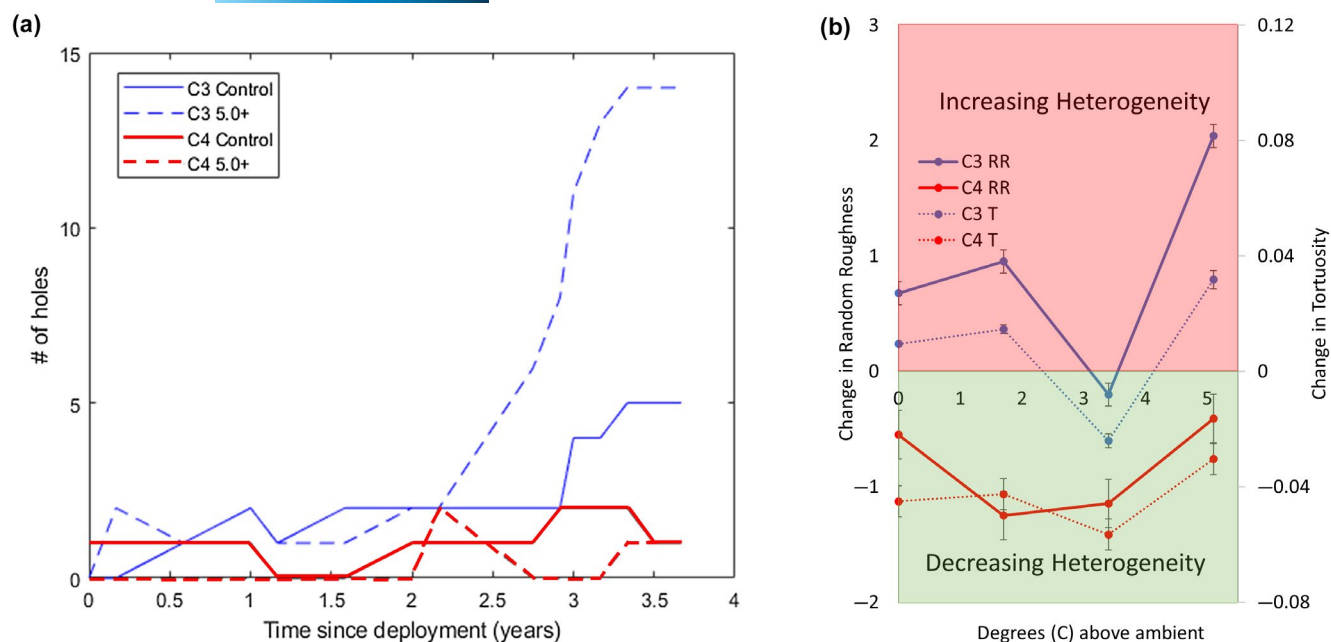 (a)
15
10
5
0
# of holes
C3 Control
C3 5.0+
C4 Control
C4 5.0+
0 0.5 1 1.5 2 2.5 3 3.5 4
Time since deployment (years)
(b)
3
2
1
0
−1
−2
Change in Random Roughness
Increasing Heterogeneity
C3 RR
C4 RR
C3 T
C4 T
0 1 2 3 4 5
Decreasing Heterogeneity
0.12
0.08
0.04
0
−0.04
−0.08
Change in Tortuosity
Degrees (C) above ambient